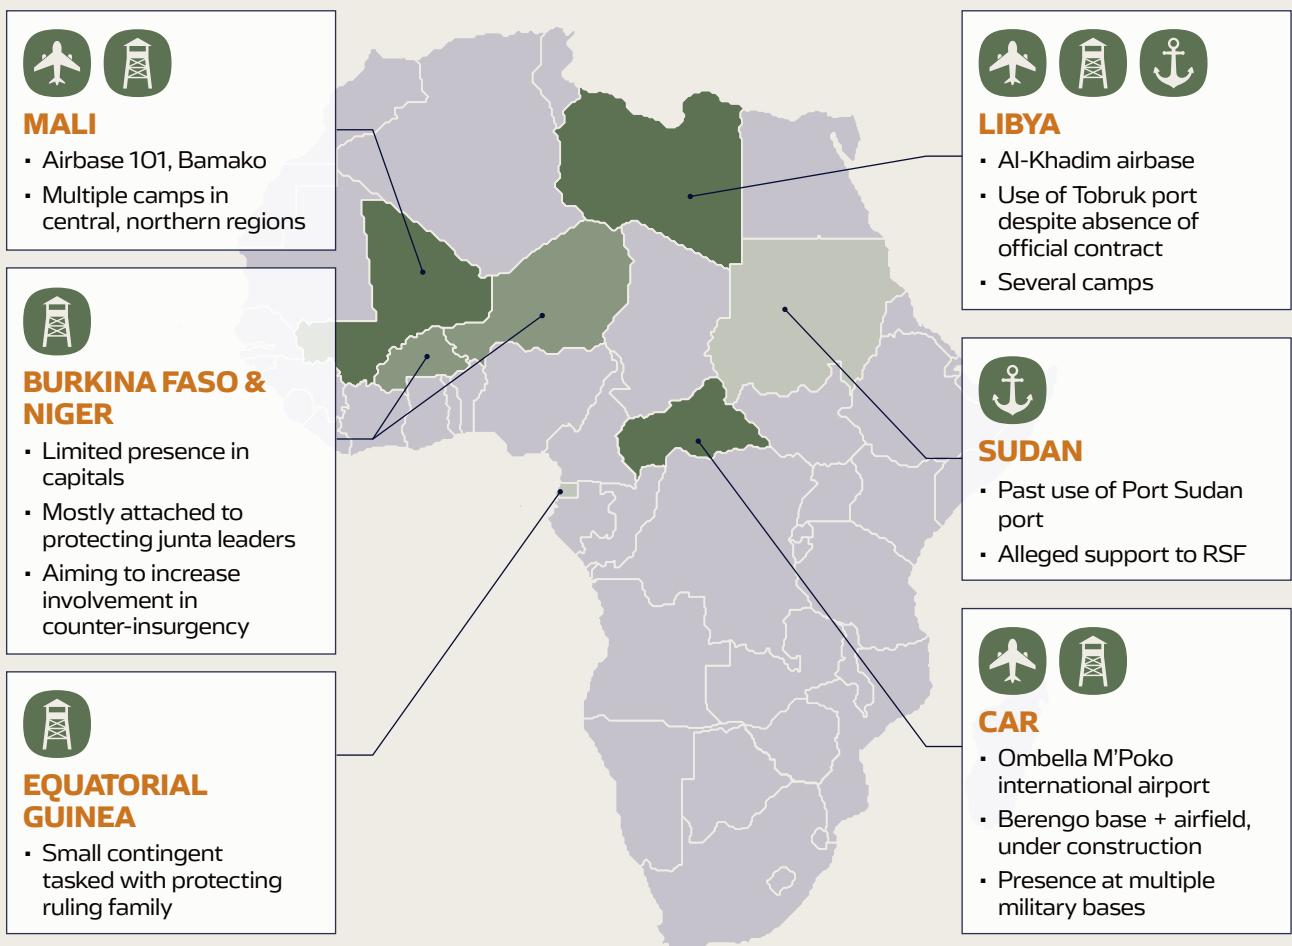 MALI
· Airbase 101, Bamako
· Multiple camps in
central, northern regions
BURKINA FASO &
NIGER
· Limited presence in
capitals
· Mostly attached to
protecting junta leaders
· Aiming to increase
involvement in
counter-insurgency
EQUATORIAL
GUINEA
· Small contingent
tasked with protecting
ruling family
LIBYA
· Al-Khadim airbase
· Use of Tobruk port
despite absence of
official contract
· Several camps
SUDAN
· Past use of Port Sudan
port
· Alleged support to RSF
CAR
· Ombella M’Poko
international airport
· Berengo base + airfield,
under construction
· Presence at multiple
military bases